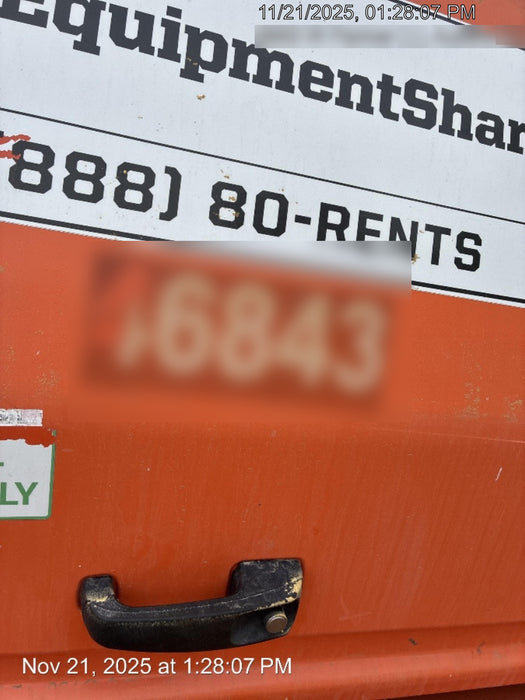 11/21/2025, 01:28:07 PM
EquipmentShar
(888) 80-RENTS
6843
LY
Nov 21, 2025 at 1:28:07 PM